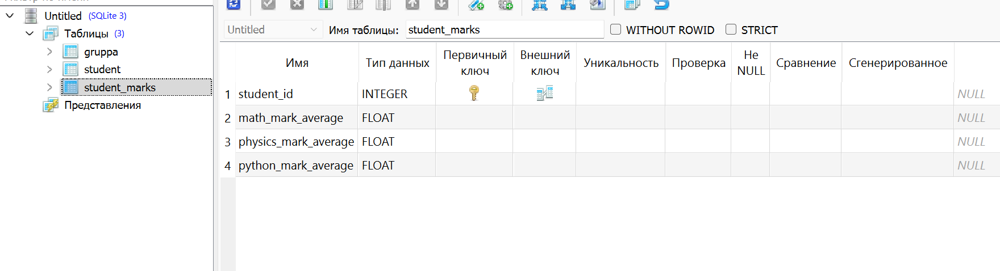 Untitled (SQLite 3)
Таблицы (3)
gruppa
student
student_marks
Представления
Untitled Имя таблицы: student_marks WITHOUT ROWID STRICT
Имя Тип данных Первичный ключ Внешний ключ Уникальность Проверка Не NULL Сравнение Сгенерированное
1 student_id INTEGER NULL
2 math_mark_average FLOAT NULL
3 physics_mark_average FLOAT NULL
4 python_mark_average FLOAT NULL